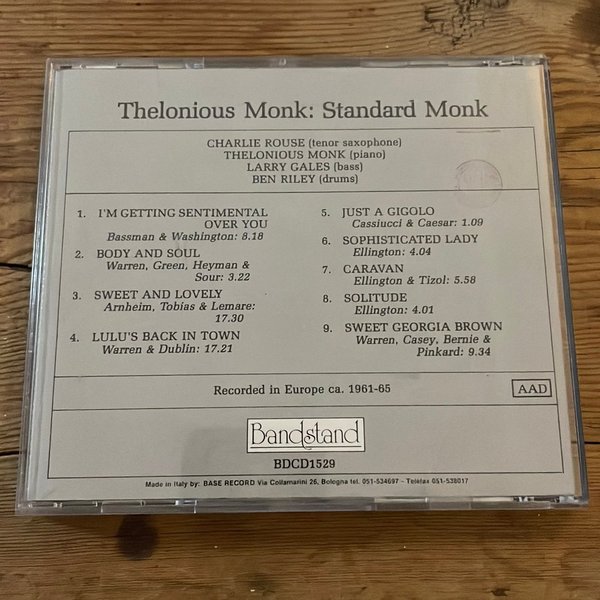 Thelonious Monk: Standard Monk
CHARLIE ROUSE (tenor saxophone)
THELONIOUS MONK (piano)
LARRY GALES (bass)
BEN RILEY (drums)
1. I'M GETTING SENTIMENTAL
OVER YOU
Bassman & Washington: 8.18
2. BODY AND SOUL
Warren, Green, Heyman &
Sour: 3.22
3. SWEET AND LOVELY
Arnheim, Tobias & Lemare:
17.30
4. LULU'S BACK IN TOWN
Warren & Dublin: 17.21
5. JUST A GIGOLO
Cassiucci & Caesar: 1.09
6. SOPHISTICATED LADY
Ellington: 4.04
7. CARAVAN
Ellington & Tizol: 5.58
8. SOLITUDE
Ellington: 4.01
9. SWEET GEORGIA BROWN
Warren, Casey, Bernie &
Pinkard: 9.34
Recorded in Europe ca. 1961-65
AAD
Bandstand
BDCD1529
Made in Italy by: BASE RECORD Via Collamarini 26, Bologna tel. 051-534697 - Telefax 051-538017